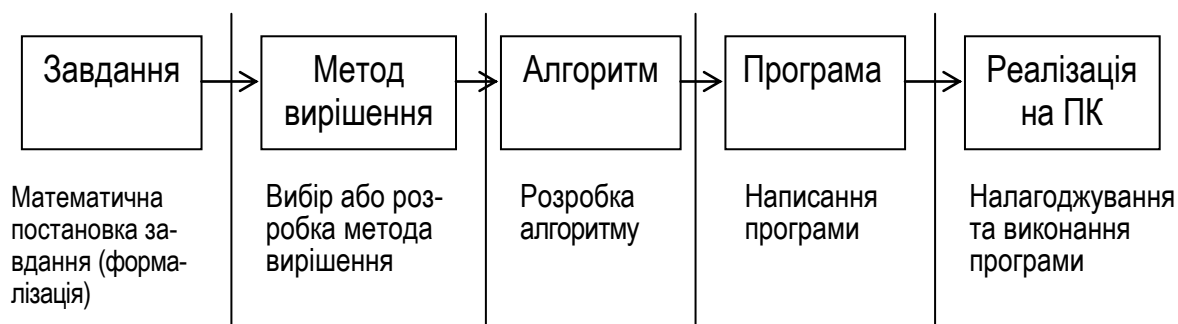 Завдання
Метод
вирішення
Алгоритм
Програма
Реалізація
на ПК
Математична
постановка за-
вдання (форма-
лізація)
Вибір або роз-
робка метода
вирішення
Розробка
алгоритму
Написання
програми
Налагоджування
та виконання
програми